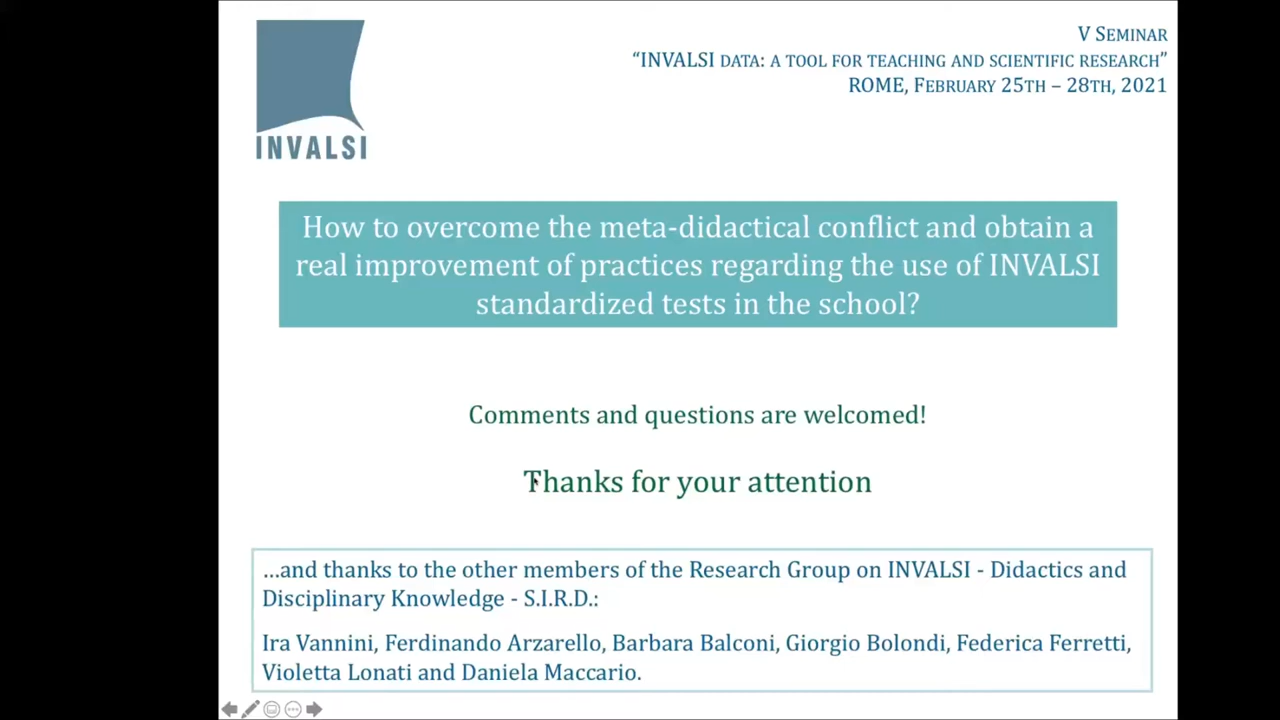 V SEMINAR
“INVALSI DATA: A TOOL FOR TEACHING AND SCIENTIFIC RESEARCH”
ROME, FEBRUARY 25TH – 28TH, 2021
INVALSI
How to overcome the meta-didactical conflict and obtain a
real improvement of practices regarding the use of INVALSI
standardized tests in the school?
Comments and questions are welcomed!
Thanks for your attention
...and thanks to the other members of the Research Group on INVALSI - Didactics and
Disciplinary Knowledge - S.I.R.D.:
Ira Vannini, Ferdinando Arzarello, Barbara Balconi, Giorgio Bolondi, Federica Ferretti,
Violetta Lonati and Daniela Maccario.